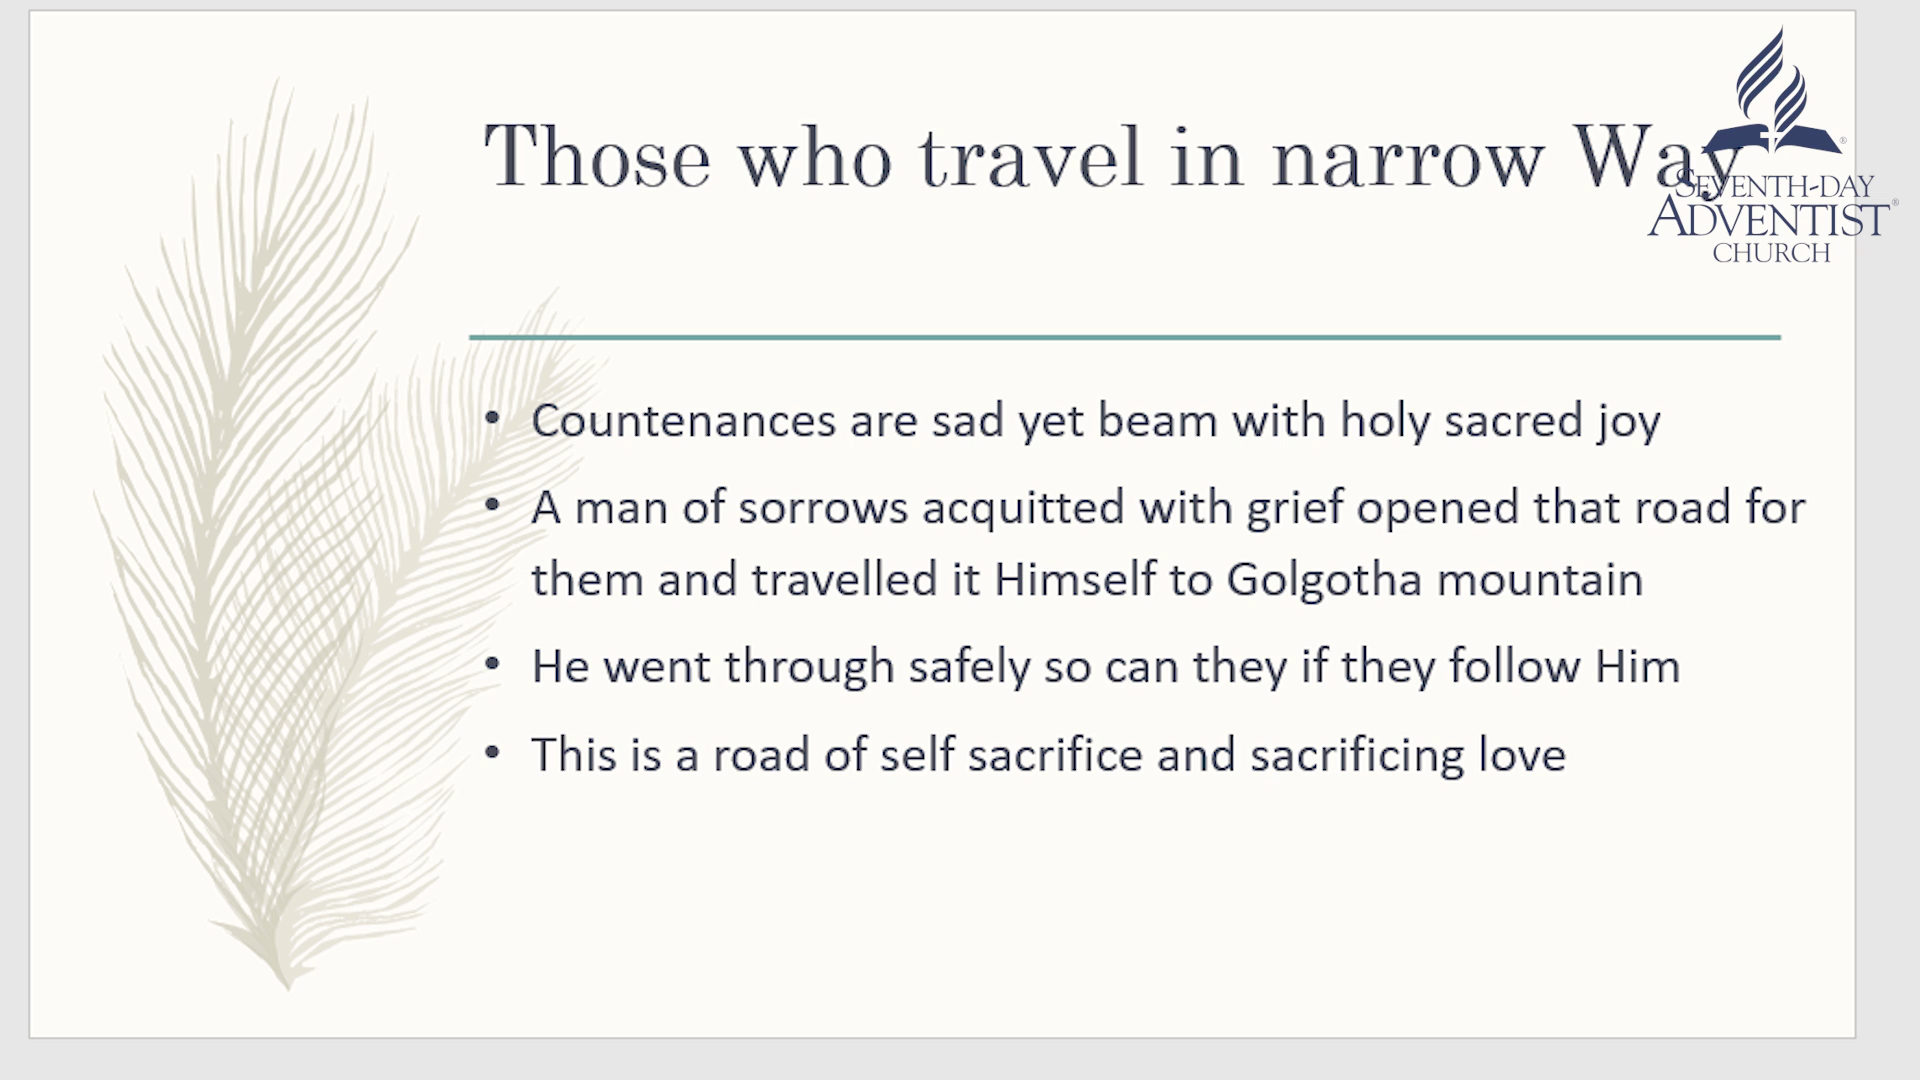 Those who travel in narrow Way
SEVENTH-DAY
ADVENTIST®
CHURCH
• Countenances are sad yet beam with holy sacred joy
• A man of sorrows acquitted with grief opened that road for
them and travelled it Himself to Golgotha mountain
• He went through safely so can they if they follow Him
• This is a road of self sacrifice and sacrificing love